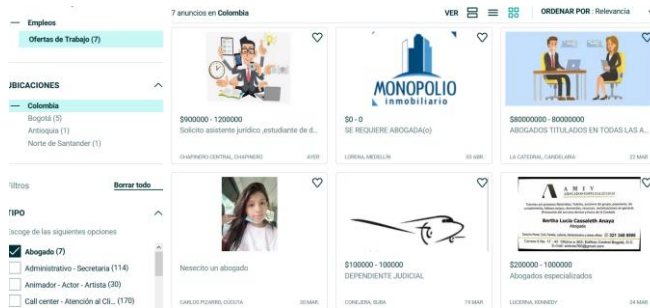 7 anuncios en Colombia
VER
ORDENAR POR : Relevancia
Empleos
Ofertas de Trabajo (7)
UBICACIONES
Colombia
Bogotá (5)
Antioquia (1)
Norte de Santander (1)
Filtros
Borrar todo
TIPO
Escoge de las siguientes opciones
Abogado (7)
Administrativo - Secretaria (114)
Animador - Actor - Artista (30)
Call center - Atención al Cli... (170)
$900000 - 1200000
Solicito asistente jurídico ,estudiante de d...
CHAPINERO CENTRAL, CHAPINERO
AYER
MONOPOLIO
inmobiliario
$0 - 0
SE REQUIERE ABOGADA(o)
LORENA, MEDELLÍN
10 ABR
$80000000 - 80000000
ABOGADOS TITULADOS EN TODAS LAS A...
LA CATEDRAL, CANDELARIA
22 MAR
Nesecito un abogado
CARLOS PIZARRO, CÚCUTA
20 MAR
$100000 - 100000
DEPENDIENTE JUDICIAL
CONEJERA, SUBA
19 MAR
A M I V
Bertha Lucía Cassaleth Anaya
Abogada
$200000 - 1000000
Abogados especializados
LUCERNA, KENNEDY
24 MAR